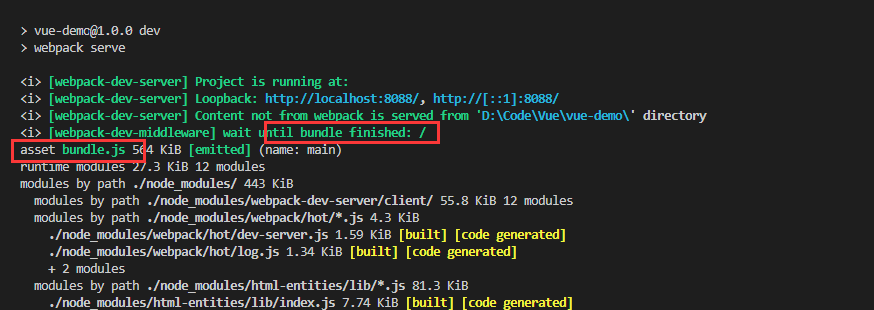 > vue-demo@1.0.0 dev
> webpack serve
<i> [webpack-dev-server] Project is running at:
<i> [webpack-dev-server] Loopback: http://localhost:8088/, http://[::1]:8088/
<i> [webpack-dev-server] Content not from webpack is served from 'D:\Code\Vue\vue-demo\' directory
<i> [webpack-dev-middleware] wait until bundle finished: /
asset bundle.js 564 KiB [emitted] (name: main)
runtime modules 27.3 KiB 12 modules
modules by path ./node_modules/ 443 KiB
modules by path ./node_modules/webpack-dev-server/client/ 55.8 KiB 12 modules
modules by path ./node_modules/webpack/hot/*.js 4.3 KiB
./node_modules/webpack/hot/dev-server.js 1.59 KiB [built] [code generated]
./node_modules/webpack/hot/log.js 1.34 KiB [built] [code generated]
+ 2 modules
modules by path ./node_modules/html-entities/lib/*.js 81.3 KiB
./node_modules/html-entities/lib/index.js 7.74 KiB [built] [code generated]